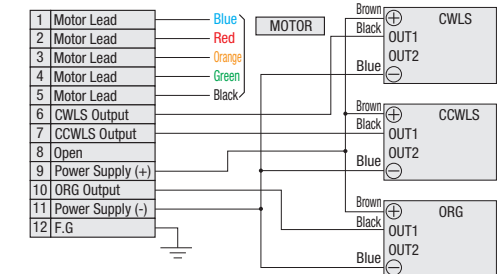 1 Motor Lead Blue
2 Motor Lead Red
3 Motor Lead Orange
4 Motor Lead Green
5 Motor Lead Black
6 CWLS Output
7 CCWLS Output
8 Open
9 Power Supply (+)
10 ORG Output
11 Power Supply (-)
12 F.G
MOTOR
Brown + CWLS
Black OUT1
OUT2
Blue −
Brown + CCWLS
Black OUT1
OUT2
Blue −
Brown + ORG
Black OUT1
OUT2
Blue −